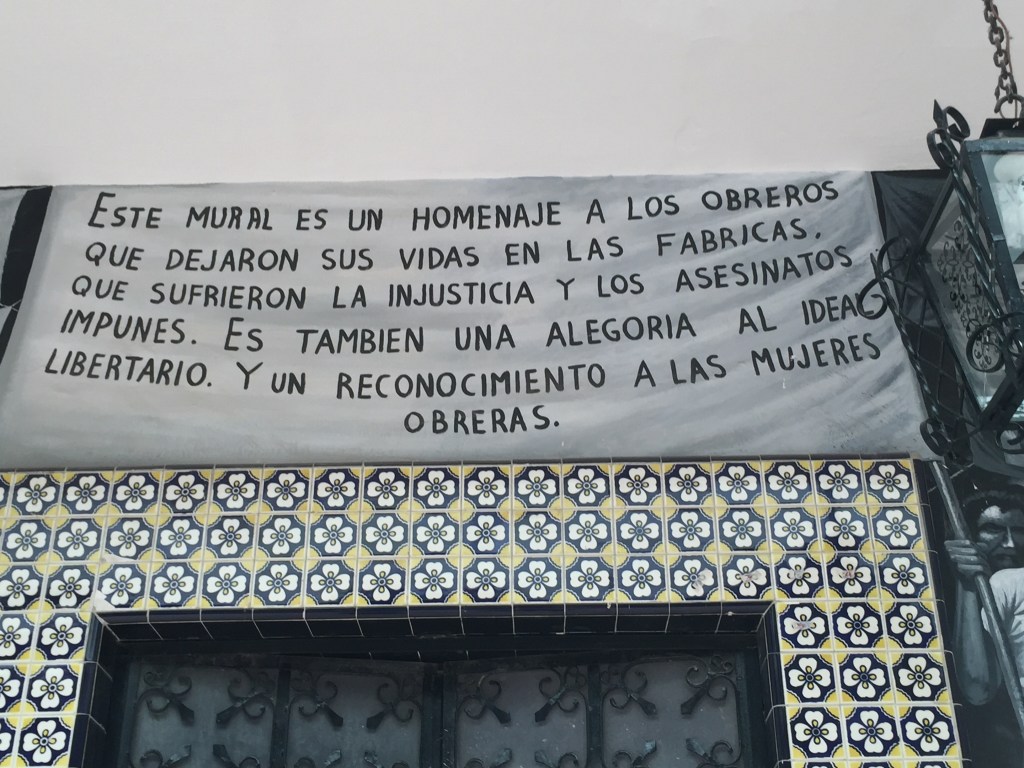 ESTE MURAL ES UN HOMENAJE A LOS OBREROS
QUE DEJARON SUS VIDAS EN LAS FABRICAS,
QUE SUFRIERON LA INJUSTICIA Y LOS ASESINATOS
IMPUNES. ES TAMBIEN UNA ALEGORIA AL IDEAL
LIBERTARIO. Y UN RECONOCIMIENTO A LAS MUJERES
OBRERAS.